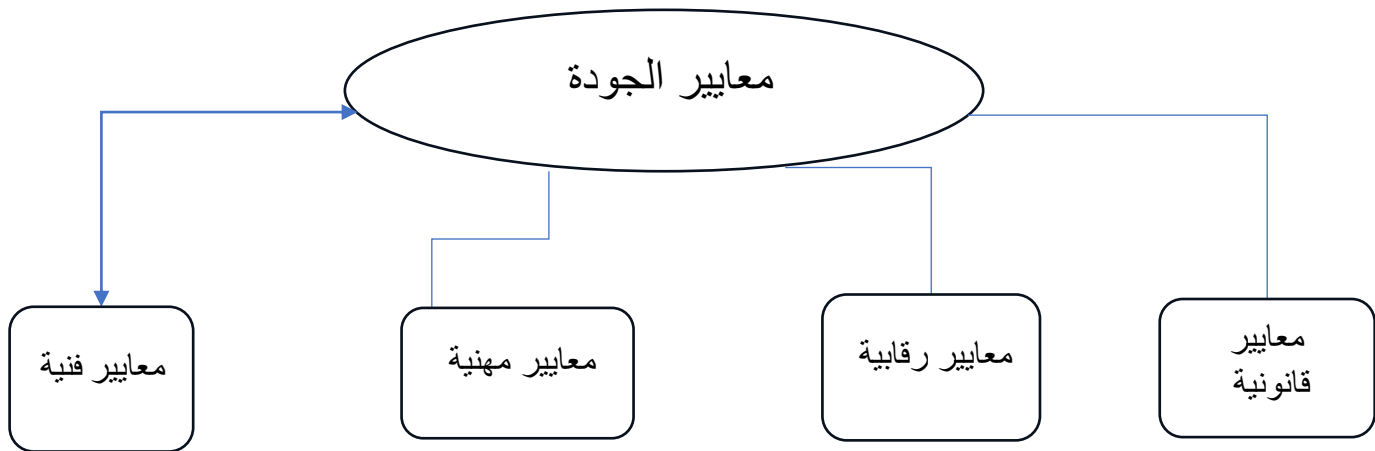 معايير الجودة
معايير
قانونية
معايير رقابية
معايير مهنية
معايير فنية